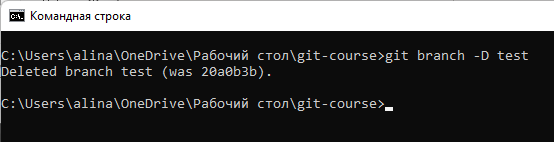 Командная строка
C:\Users\alina\OneDrive\Рабочий стол\git-course>git branch -D test
Deleted branch test (was 20a0b3b).
C:\Users\alina\OneDrive\Рабочий стол\git-course>